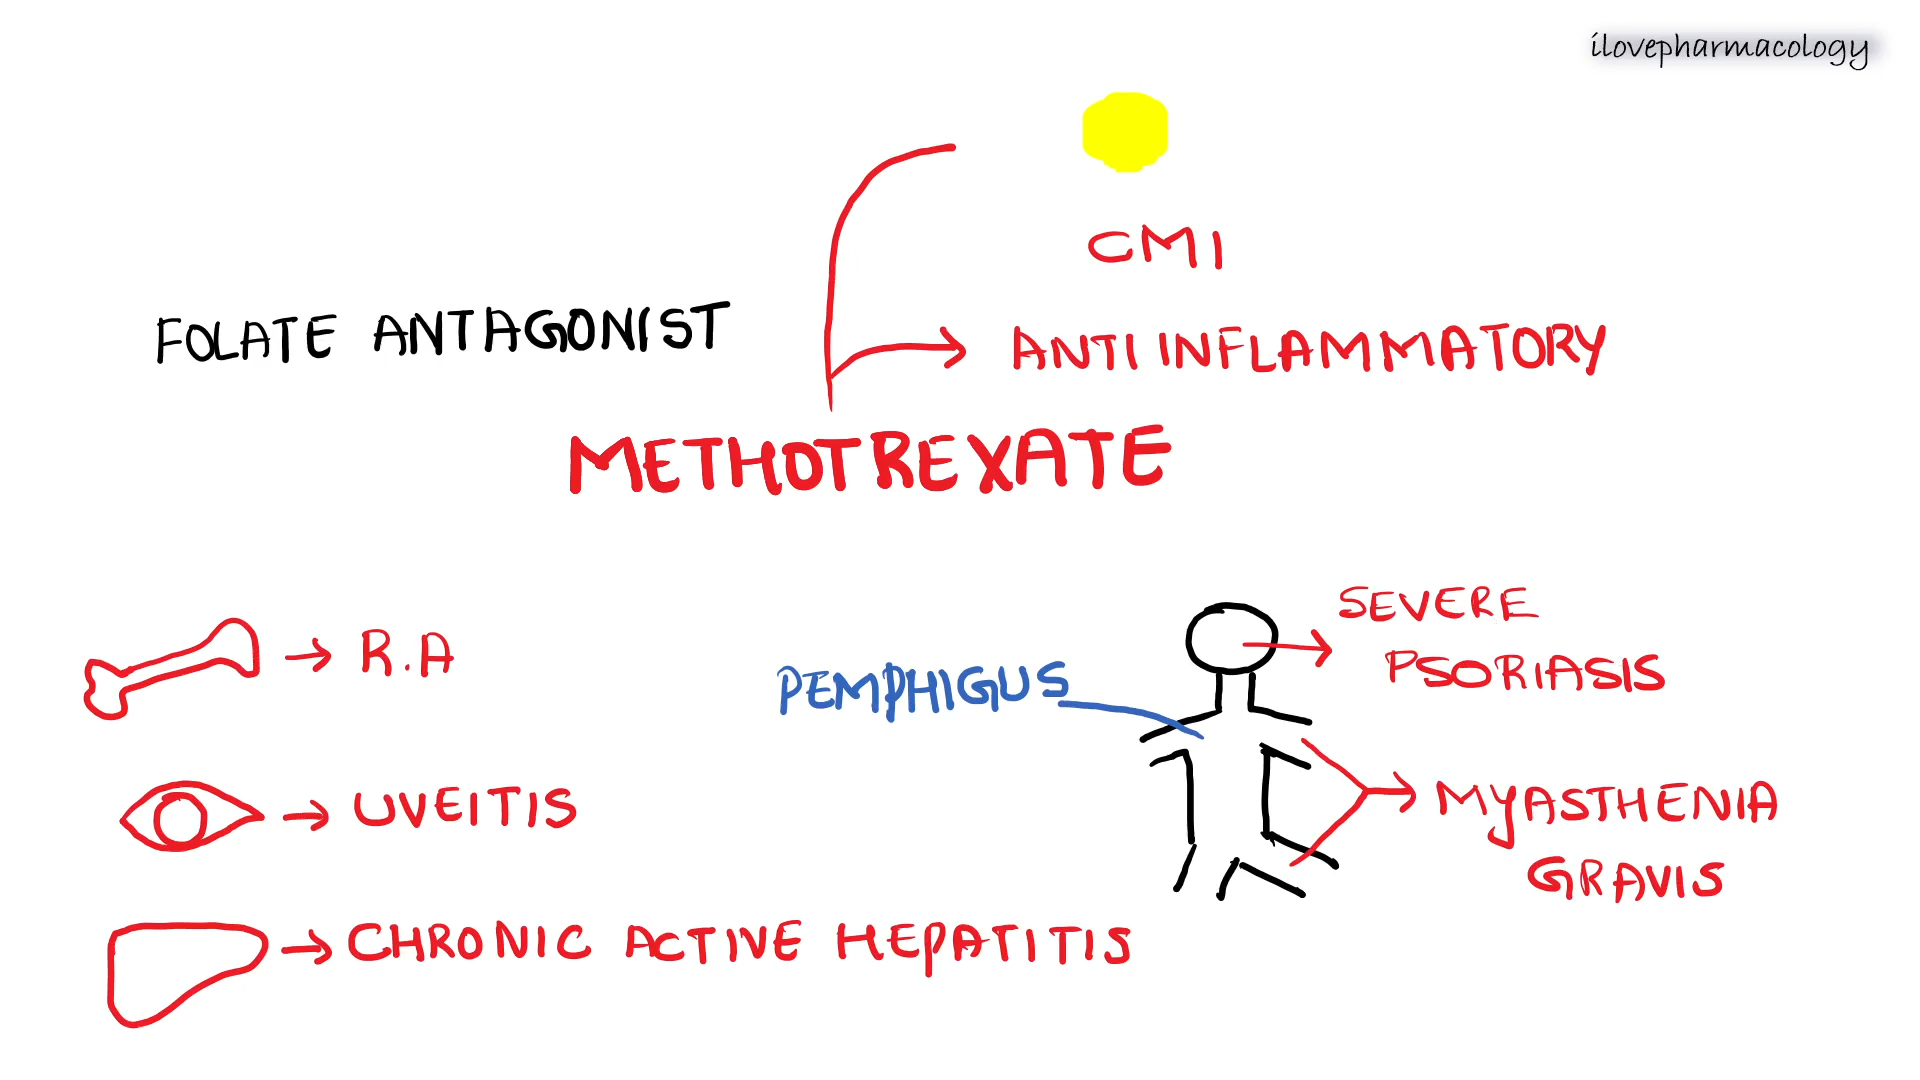 ilovepharmacology
CMI
FOLATE ANTAGONIST
ANTI INFLAMMATORY
METHOTREXATE
R.A
PEMPHIGUS
SEVERE
PSORIASIS
UVEITIS
MYASTHENIA
GRAVIS
CHRONIC ACTIVE HEPATITIS